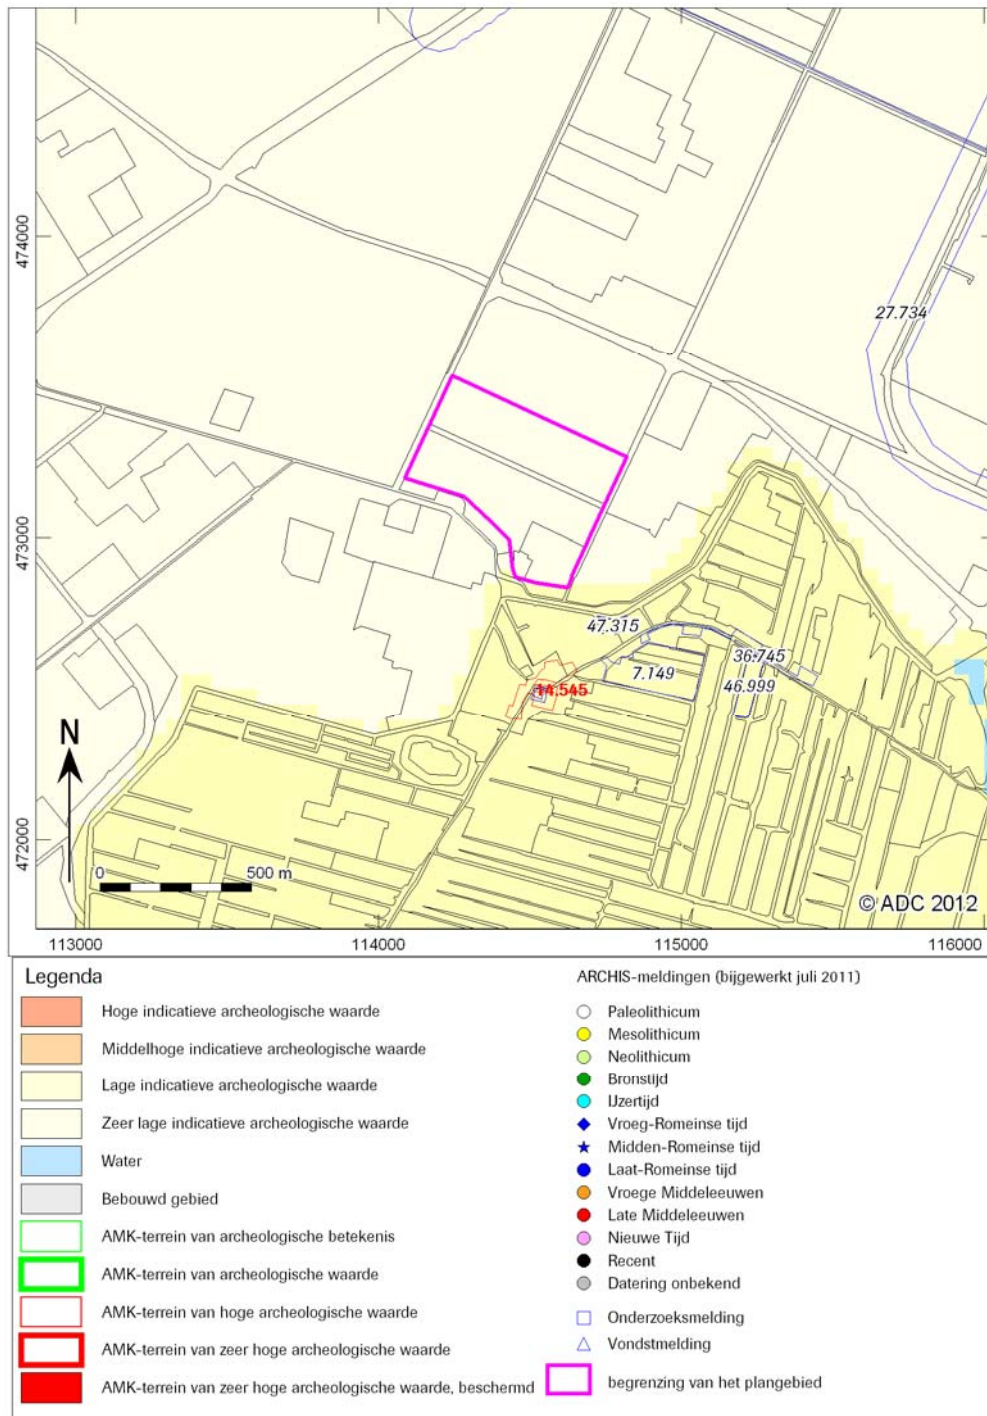 474000
473000
472000
27.734
47.315
36.745
7.149
46.999
14.545
N
0 500 m
© ADC 2012
113000 114000 115000 116000
Legenda
Hoge indicatieve archeologische waarde
Middelhoge indicatieve archeologische waarde
Lage indicatieve archeologische waarde
Zeer lage indicatieve archeologische waarde
Water
Bebouwd gebied
AMK-terrein van archeologische betekenis
AMK-terrein van archeologische waarde
AMK-terrein van hoge archeologische waarde
AMK-terrein van zeer hoge archeologische waarde
AMK-terrein van zeer hoge archeologische waarde, beschermd
ARCHIS-meldingen (bijgewerkt juli 2011)
Paleolithicum
Mesolithicum
Neolithicum
Bronstijd
IJzertijd
Vroeg-Romeinse tijd
Midden-Romeinse tijd
Laat-Romeinse tijd
Vroege Middeleeuwen
Late Middeleeuwen
Nieuwe Tijd
Recent
Datering onbekend
Onderzoeksmelding
Vondstmelding
begrenzing van het plangebied